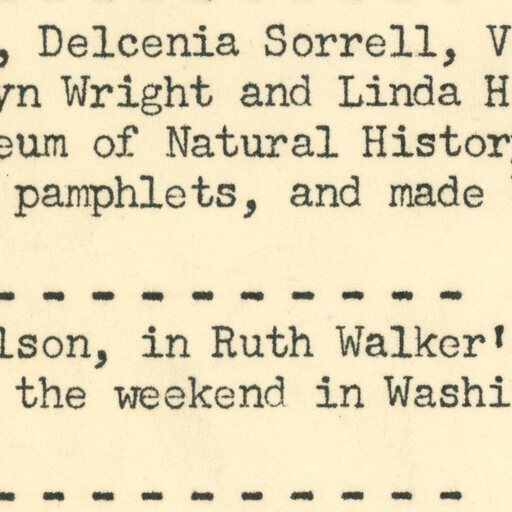 , Delcenia Sorrell, V
yn Wright and Linda H
eum of Natural History
pamphlets, and made
- - - - - - - - - -
lson, in Ruth Walker'
the weekend in Washi
- - - - - - - - - -